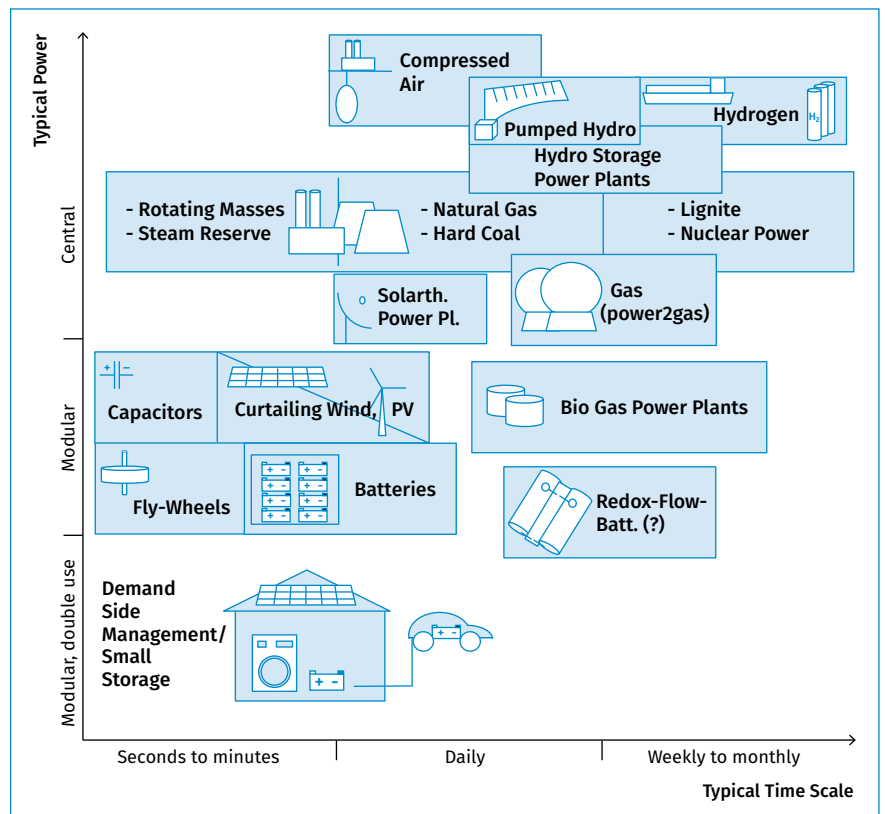 Typical Power
Compressed
Air
Pumped Hydro
Hydrogen
H₂
Hydro Storage
Power Plants
Central
- Rotating Masses
- Steam Reserve
- Natural Gas
- Hard Coal
- Lignite
- Nuclear Power
Solarth.
Power Pl.
Gas
(power2gas)
Modular
+ −
Capacitors
Curtailing Wind, PV
Bio Gas Power Plants
Fly-Wheels
+ − + −
+ − + −
+ − + −
+ − + −
Batteries
Redox-Flow-
Batt. (?)
Modular, double use
Demand
Side
Management/
Small
Storage
+ −
+ −
Seconds to minutes
Daily
Weekly to monthly
Typical Time Scale